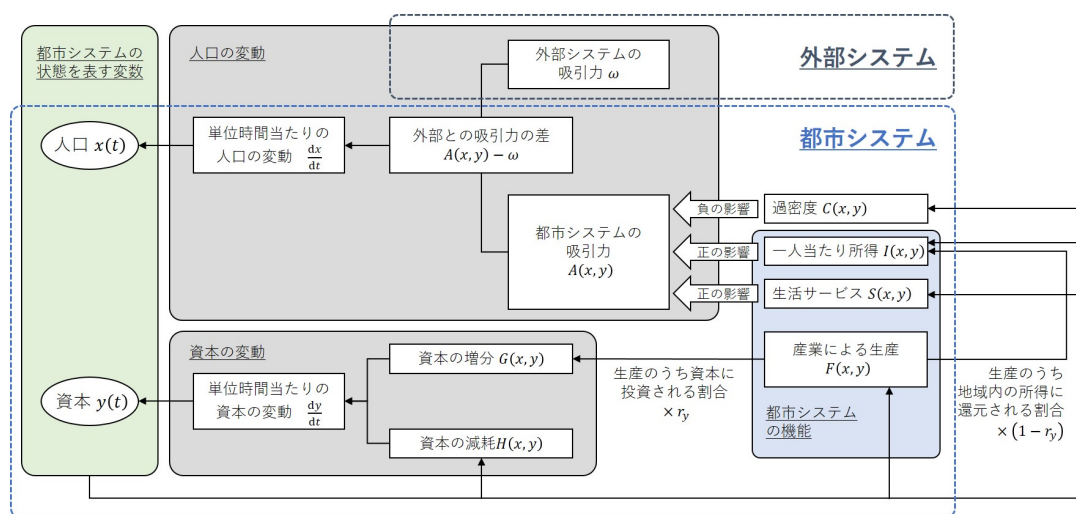 都市システムの
状態を表す変数
人口の変動
外部システムの
吸引力 ω
外部システム
都市システム
人口 x(t)
単位時間当たりの
人口の変動 dx/dt
外部との吸引力の差
A(x, y) − ω
都市システムの
吸引力
A(x, y)
負の影響
過密度 C(x, y)
正の影響
一人当たり所得 I(x, y)
正の影響
生活サービス S(x, y)
資本の変動
資本 y(t)
単位時間当たりの
資本の変動 dy/dt
資本の増分 G(x, y)
資本の減耗H(x, y)
生産のうち資本に
投資される割合
× r_y
産業による生産
F(x, y)
都市システム
の機能
生産のうち
地域内の所得に
還元される割合
× (1 − r_y)